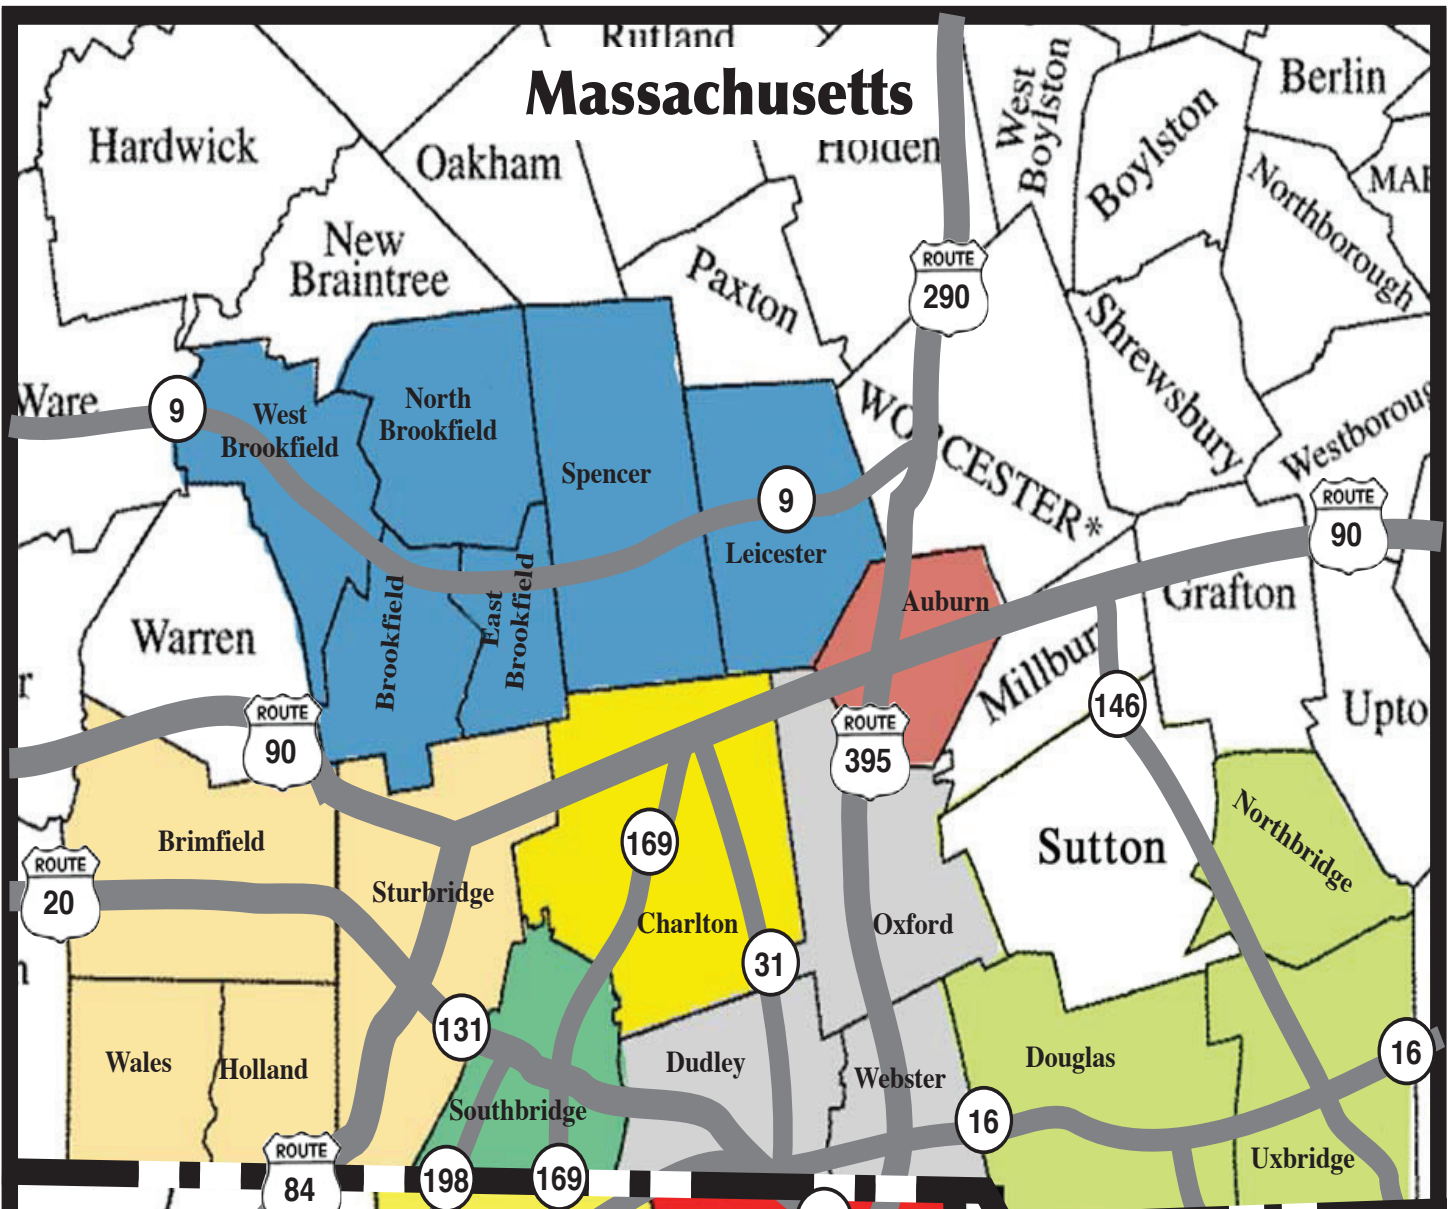 Rutland
Massachusetts
Berlin
West
Boylston
Boylston
Hardwick
Oakham
Holden
Northborough
New
Braintree
Paxton
ROUTE
290
Shrewsbury
Ware
9
West
Brookfield
North
Brookfield
Spencer
WORCESTER*
9
Leicester
ROUTE
90
Auburn
Grafton
Warren
Brookfield
East
Brookfield
Millbur
146
ROUTE
90
ROUTE
395
Brimfield
169
Sutton
Northbridge
ROUTE
20
Sturbridge
Charlton
Oxford
31
131
Wales
Holland
Dudley
Webster
Douglas
16
Southbridge
16
Uxbridge
ROUTE
84
198
169